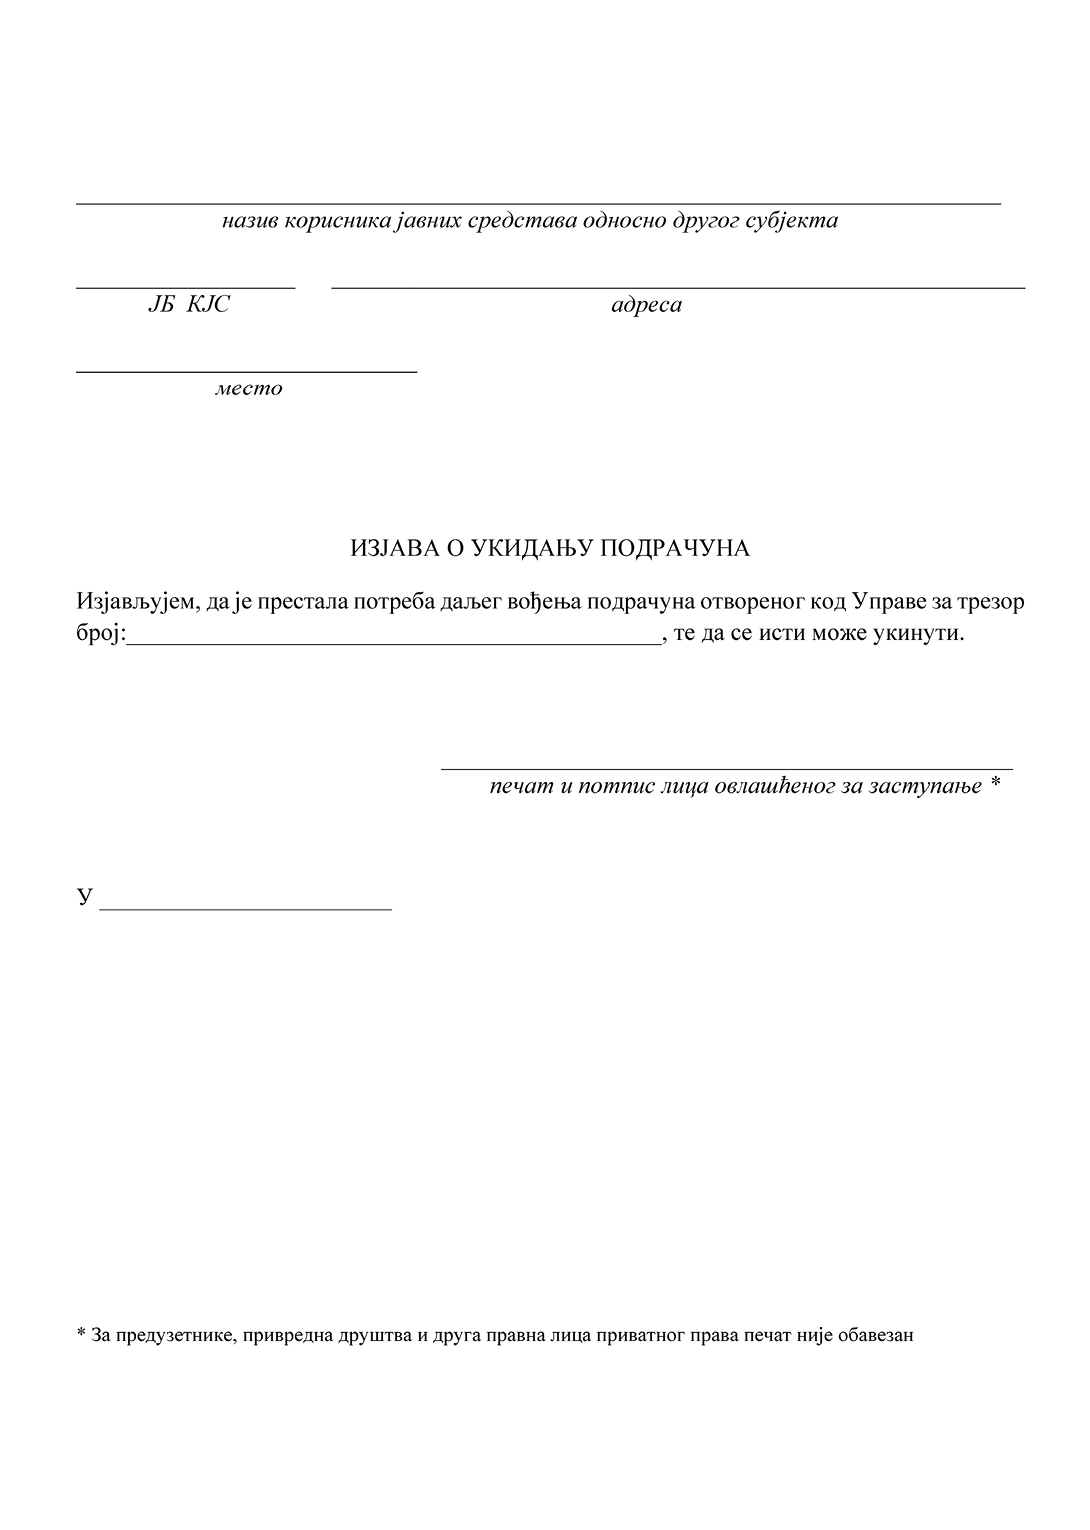 назив корисника јавних средстава односно другог субјекта
ЈБ КЈС адреса
место
ИЗЈАВА О УКИДАЊУ ПОДРАЧУНА
Изјављујем, да је престала потреба даљег вођења подрачуна отвореног код Управе за трезор
број:____________________________________________, те да се исти може укинути.
печат и потпис лица овлашћеног за заступање *
У ________________________
* За предузетнике, привредна друштва и друга правна лица приватног права печат није обавезан